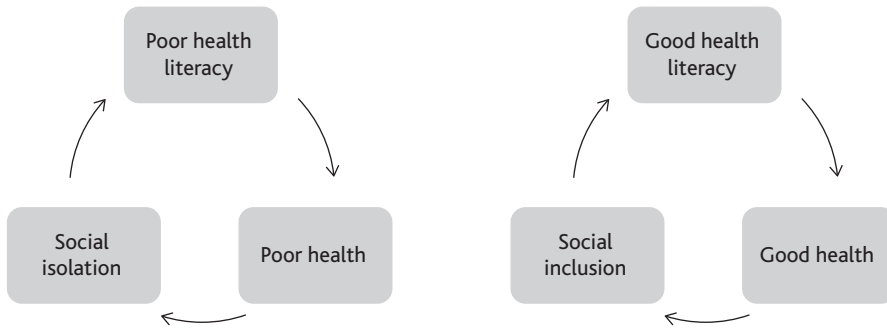 Poor health
literacy
Social
isolation
Poor health
Good health
literacy
Social
inclusion
Good health